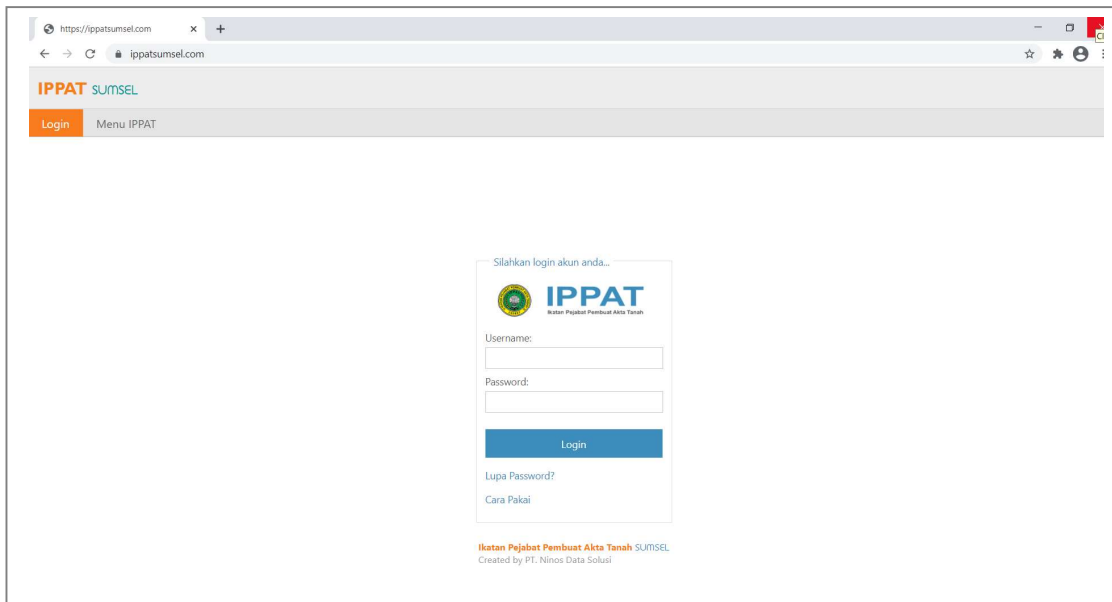 https://ippatsumsel.com
ippatsumsel.com
IPPAT SUMSEL
Login Menu IPPAT
Silahkan login akun anda...
IPPAT
Ikatan Pejabat Pembuat Akta Tanah
Username:
Password:
Login
Lupa Password?
Cara Pakai
Ikatan Pejabat Pembuat Akta Tanah SUMSEL
Created by PT. Ninos Data Solusi